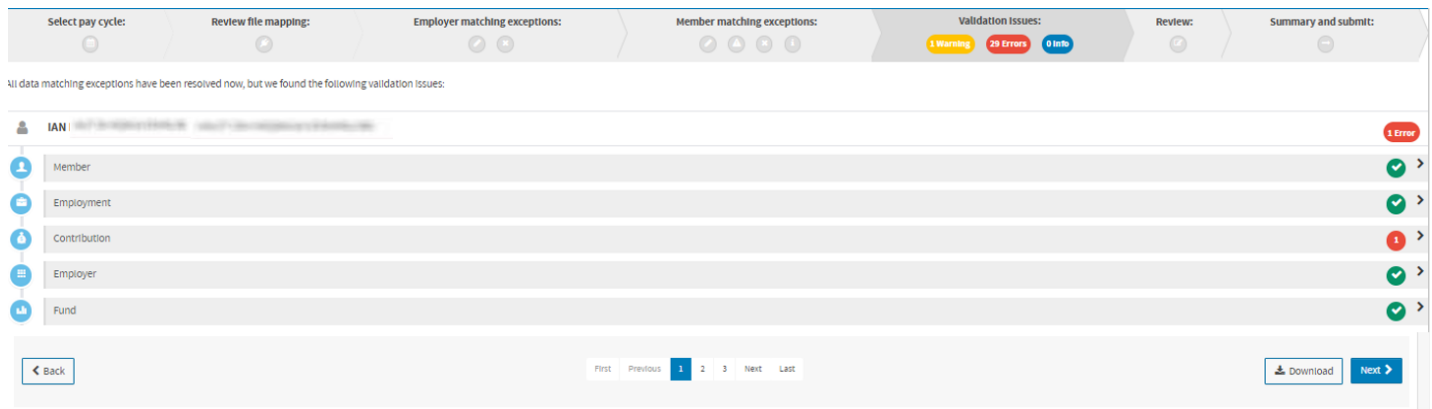 Select pay cycle: Review file mapping: Employer matching exceptions: Member matching exceptions: Validation Issues: Review: Summary and submit:
1 Warning 29 Errors 0 Info
All data matching exceptions have been resolved now, but we found the following validation issues:
IAN
1 Error
Member
Employment
Contribution 1
Employer
Fund
Back First Previous 1 2 3 Next Last Download Next